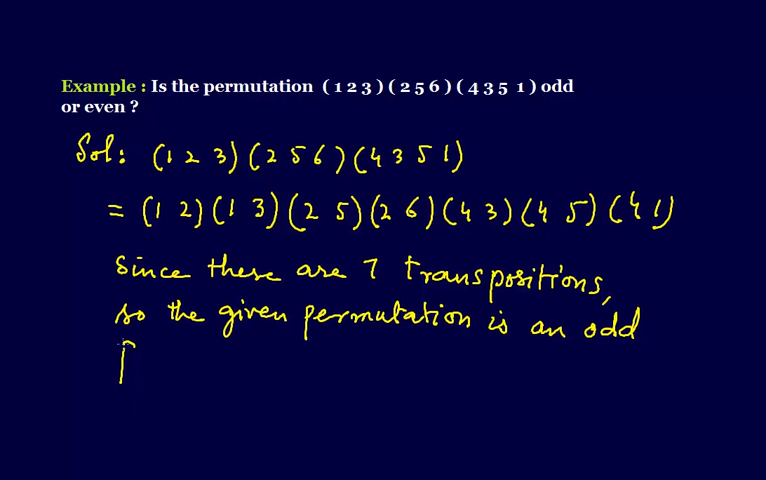 Example : Is the permutation ( 1 2 3 ) ( 2 5 6 ) ( 4 3 5 1 ) odd
or even ?
Sol: (1 2 3) (2 5 6) (4 3 5 1)
= (1 2) (1 3) (2 5) (2 6) (4 3) (4 5) (4 1)
Since there are 7 transpositions,
so the given permutation is an odd